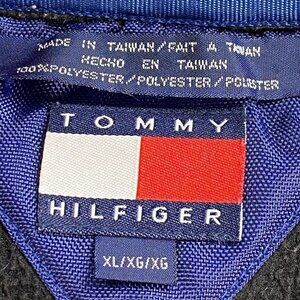 MADE IN TAIWAN/FAIT A TAIWAN
HECHO EN TAIWAN
100%POLYESTER/POLYESTER/POLIESTER
TOMMY
HILFIGER
XL/XG/XG